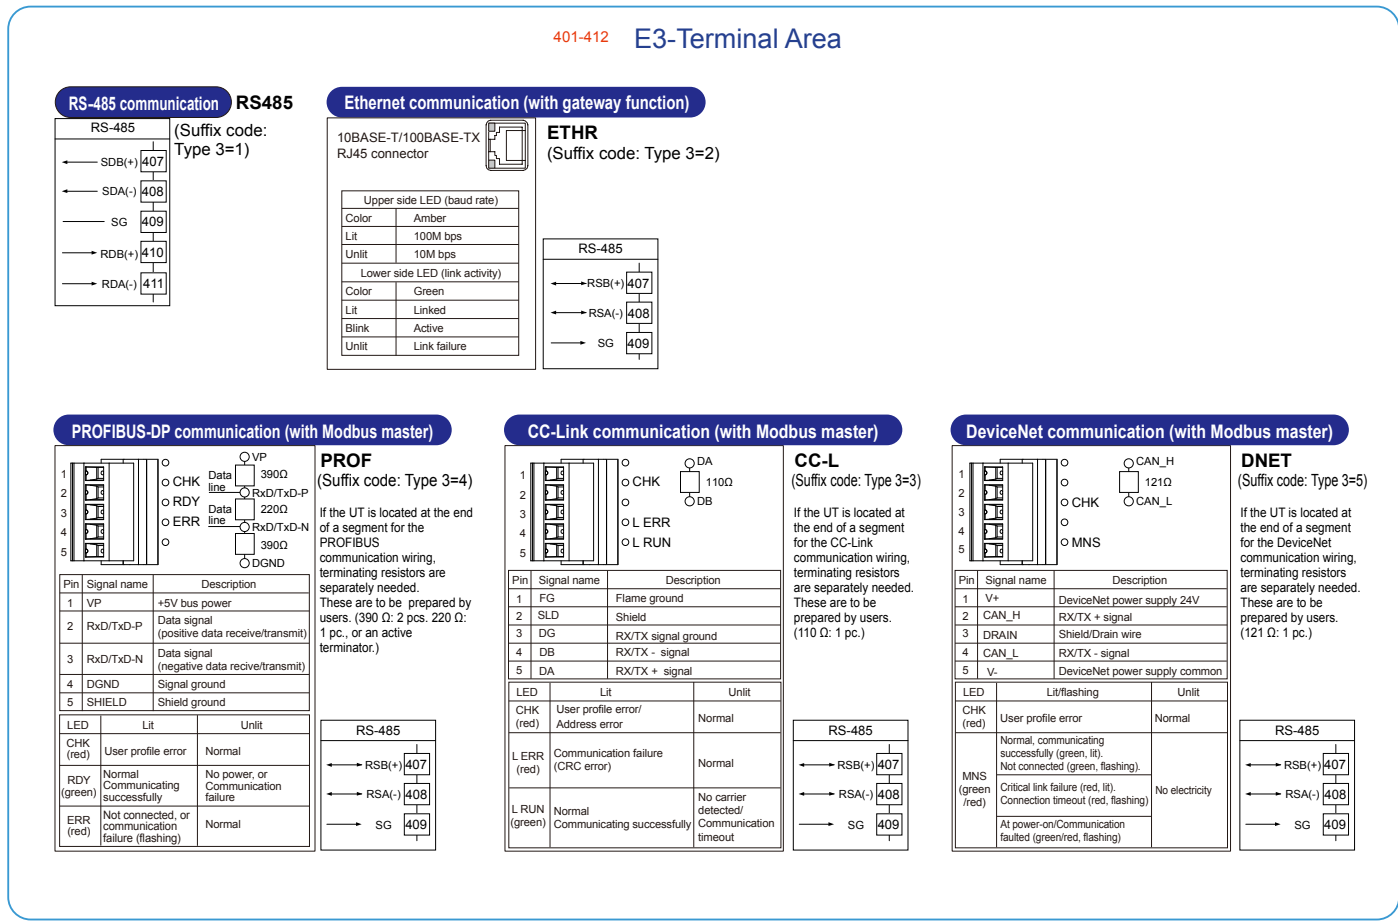 401-412 E3-Terminal Area
RS-485 communication RS485
(Suffix code:
Type 3=1)
RS-485
SDB(+) 407
SDA(-) 408
SG 409
RDB(+) 410
RDA(-) 411
Ethernet communication (with gateway function)
10BASE-T/100BASE-TX
RJ45 connector
ETHR
(Suffix code: Type 3=2)
Upper side LED (baud rate)
Color Amber
Lit 100M bps
Unlit 10M bps
Lower side LED (link activity)
Color Green
Lit Linked
Blink Active
Unlit Link failure
RS-485
RSB(+) 407
RSA(-) 408
SG 409
PROFIBUS-DP communication (with Modbus master)
1
2
3
4
5
CHK
RDY
ERR
VP
Data line 390Ω
RxD/TxD-P
Data line 220Ω
RxD/TxD-N
390Ω
DGND
PROF
(Suffix code: Type 3=4)
If the UT is located at the end
of a segment for the
PROFIBUS
communication wiring,
terminating resistors are
separately needed.
These are to be prepared by
users. (390 Ω: 2 pcs. 220 Ω:
1 pc., or an active
terminator.)
Pin Signal name Description
1 VP +5V bus power
2 RxD/TxD-P Data signal
(positive data receive/transmit)
3 RxD/TxD-N Data signal
(negative data recive/transmit)
4 DGND Signal ground
5 SHIELD Shield ground
LED Lit Unlit
CHK
(red) User profile error Normal
RDY
(green) Normal
Communicating
successfully No power, or
Communication
failure
ERR
(red) Not connected, or
communication
failure (flashing) Normal
RS-485
RSB(+) 407
RSA(-) 408
SG 409
CC-Link communication (with Modbus master)
1
2
3
4
5
CHK
L ERR
L RUN
DA
110Ω
DB
CC-L
(Suffix code: Type 3=3)
If the UT is located at
the end of a segment
for the CC-Link
communication wiring,
terminating resistors
are separately needed.
These are to be
prepared by users.
(110 Ω: 1 pc.)
Pin Signal name Description
1 FG Flame ground
2 SLD Shield
3 DG RX/TX signal ground
4 DB RX/TX - signal
5 DA RX/TX + signal
LED Lit Unlit
CHK
(red) User profile error/
Address error Normal
L ERR
(red) Communication failure
(CRC error) Normal
L RUN
(green) Normal
Communicating successfully No carrier
detected/
Communication
timeout
RS-485
RSB(+) 407
RSA(-) 408
SG 409
DeviceNet communication (with Modbus master)
1
2
3
4
5
CHK
MNS
CAN_H
121Ω
CAN_L
DNET
(Suffix code: Type 3=5)
If the UT is located at
the end of a segment
for the DeviceNet
communication wiring,
terminating resistors
are separately needed.
These are to be
prepared by users.
(121 Ω: 1 pc.)
Pin Signal name Description
1 V+ DeviceNet power supply 24V
2 CAN_H RX/TX + signal
3 DRAIN Shield/Drain wire
4 CAN_L RX/TX - signal
5 V- DeviceNet power supply common
LED Lit/flashing Unlit
CHK
(red) User profile error Normal
MNS
(green
/red) Normal, communicating
successfully (green, lit).
Not connected (green, flashing).
Critical link failure (red, lit).
Connection timeout (red, flashing)
At power-on/Communication
faulted (green/red, flashing)
No electricity
RS-485
RSB(+) 407
RSA(-) 408
SG 409